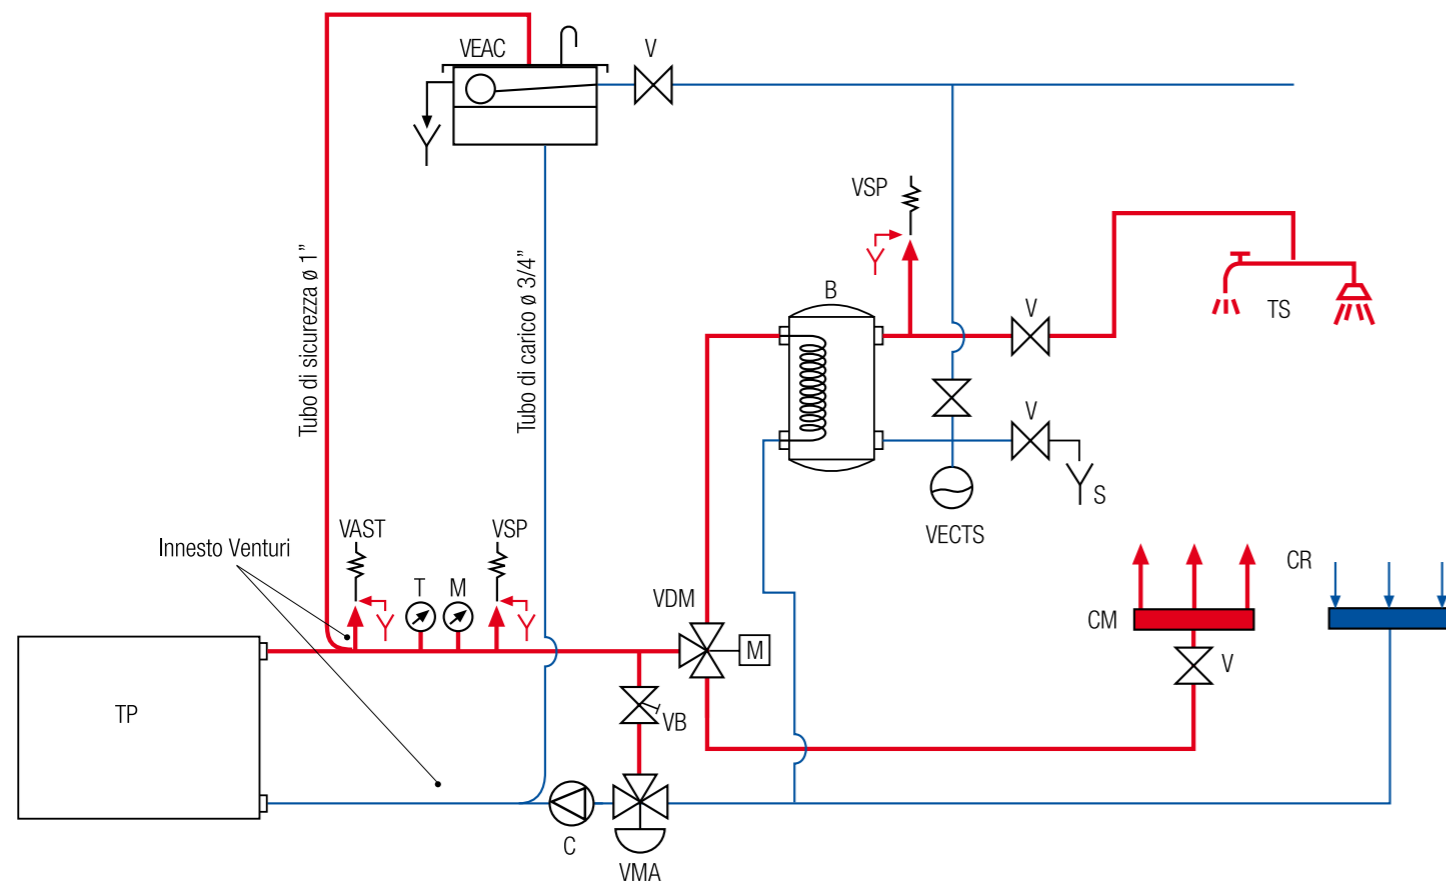 VEAC
V
VSP
Tubo di sicurezza ø 1”
Tubo di carico ø 3/4”
B
V
TS
V
S
VECTS
VAST
VSP
Innesto Venturi
T
M
VDM
M
CR
CM
V
TP
VB
C
VMA